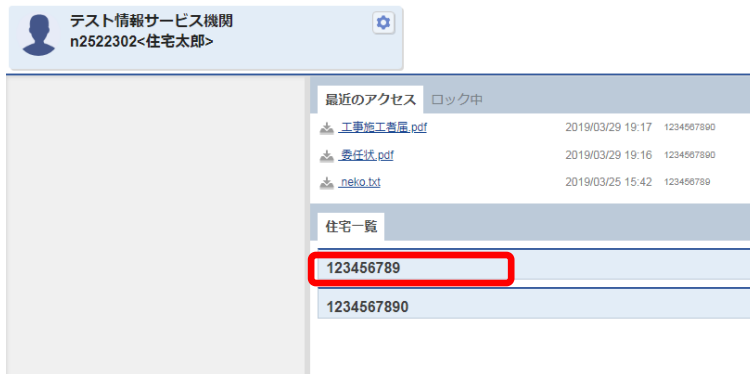 テスト情報サービス機関
n2522302<住宅太郎>
最近のアクセス ロック中
工事施工者届.pdf 2019/03/29 19:17 1234567890
委任状.pdf 2019/03/29 19:16 1234567890
neko.txt 2019/03/25 15:42 123456789
住宅一覧
123456789
1234567890